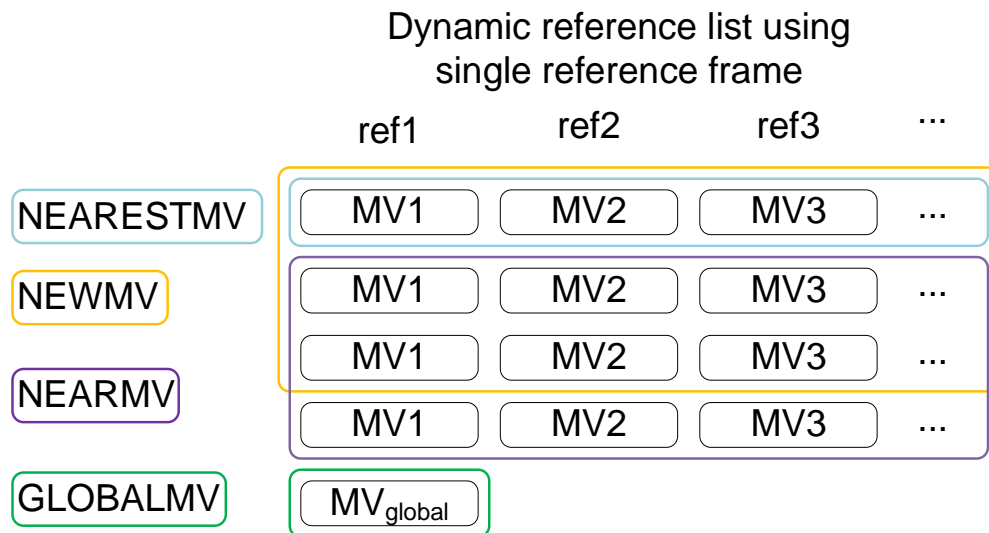 Dynamic reference list using
single reference frame
ref1 ref2 ref3 ...
NEARESTMV MV1 MV2 MV3 ...
NEWMV MV1 MV2 MV3 ...
MV1 MV2 MV3 ...
NEARMV
MV1 MV2 MV3 ...
GLOBALMV MVglobal